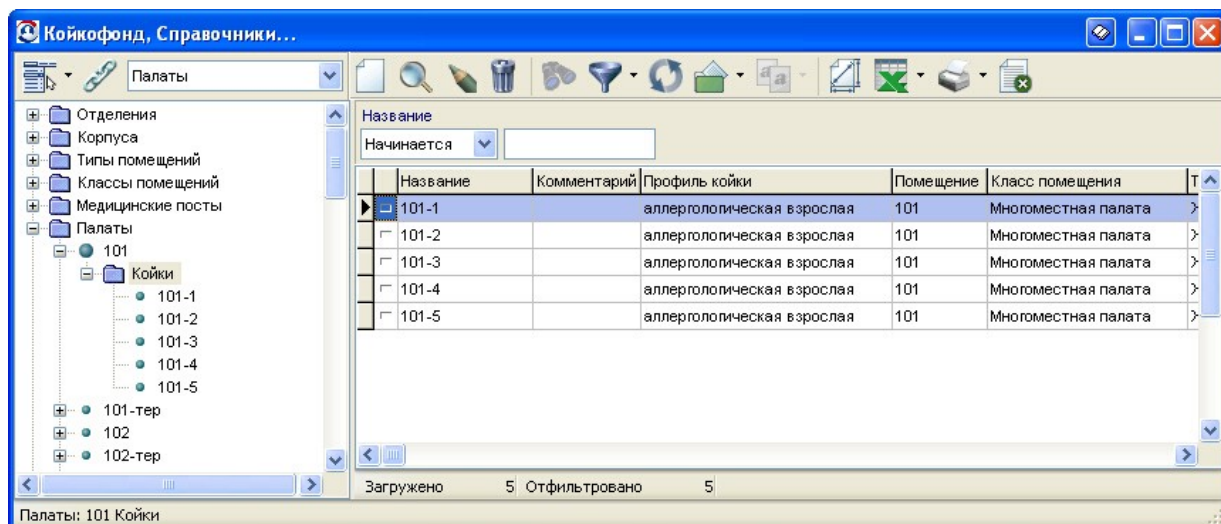 Койкофонд, Справочники...
Палаты
Отделения
Корпуса
Типы помещений
Классы помещений
Медицинские посты
Палаты
101
Койки
101-1
101-2
101-3
101-4
101-5
101-тер
102
102-тер
Название
Начинается
Название Комментарий Профиль койки Помещение Класс помещения Т
101-1 аллергологическая взрослая 101 Многоместная палата
101-2 аллергологическая взрослая 101 Многоместная палата
101-3 аллергологическая взрослая 101 Многоместная палата
101-4 аллергологическая взрослая 101 Многоместная палата
101-5 аллергологическая взрослая 101 Многоместная палата
Загружено 5 Отфильтровано 5
Палаты: 101 Койки